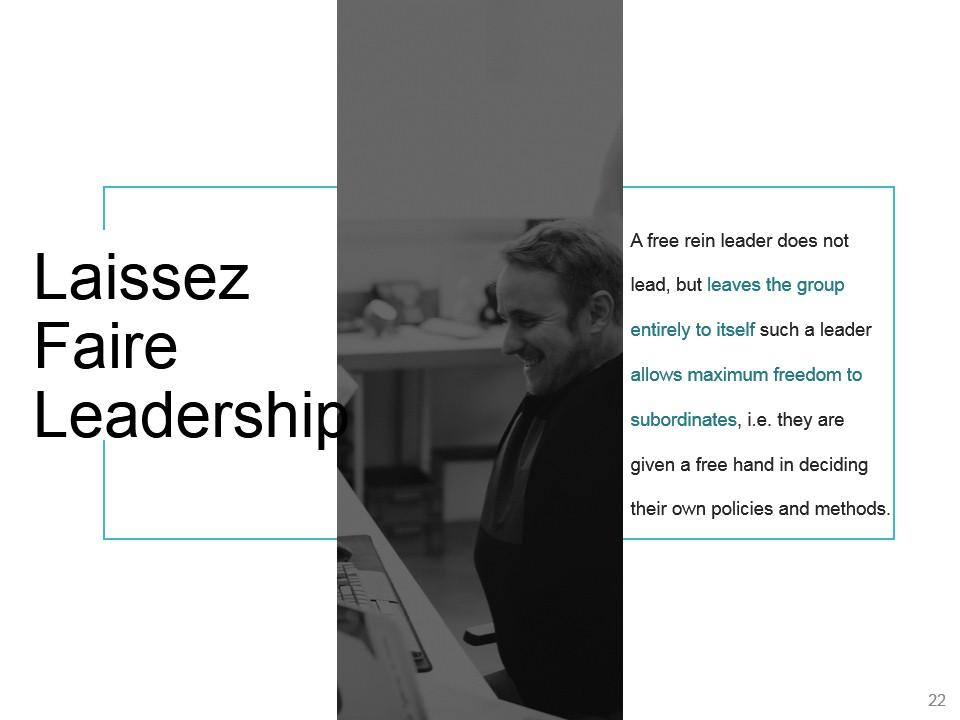 Laissez
Faire
Leadership
A free rein leader does not
lead, but leaves the group
entirely to itself such a leader
allows maximum freedom to
subordinates, i.e. they are
given a free hand in deciding
their own policies and methods.
22